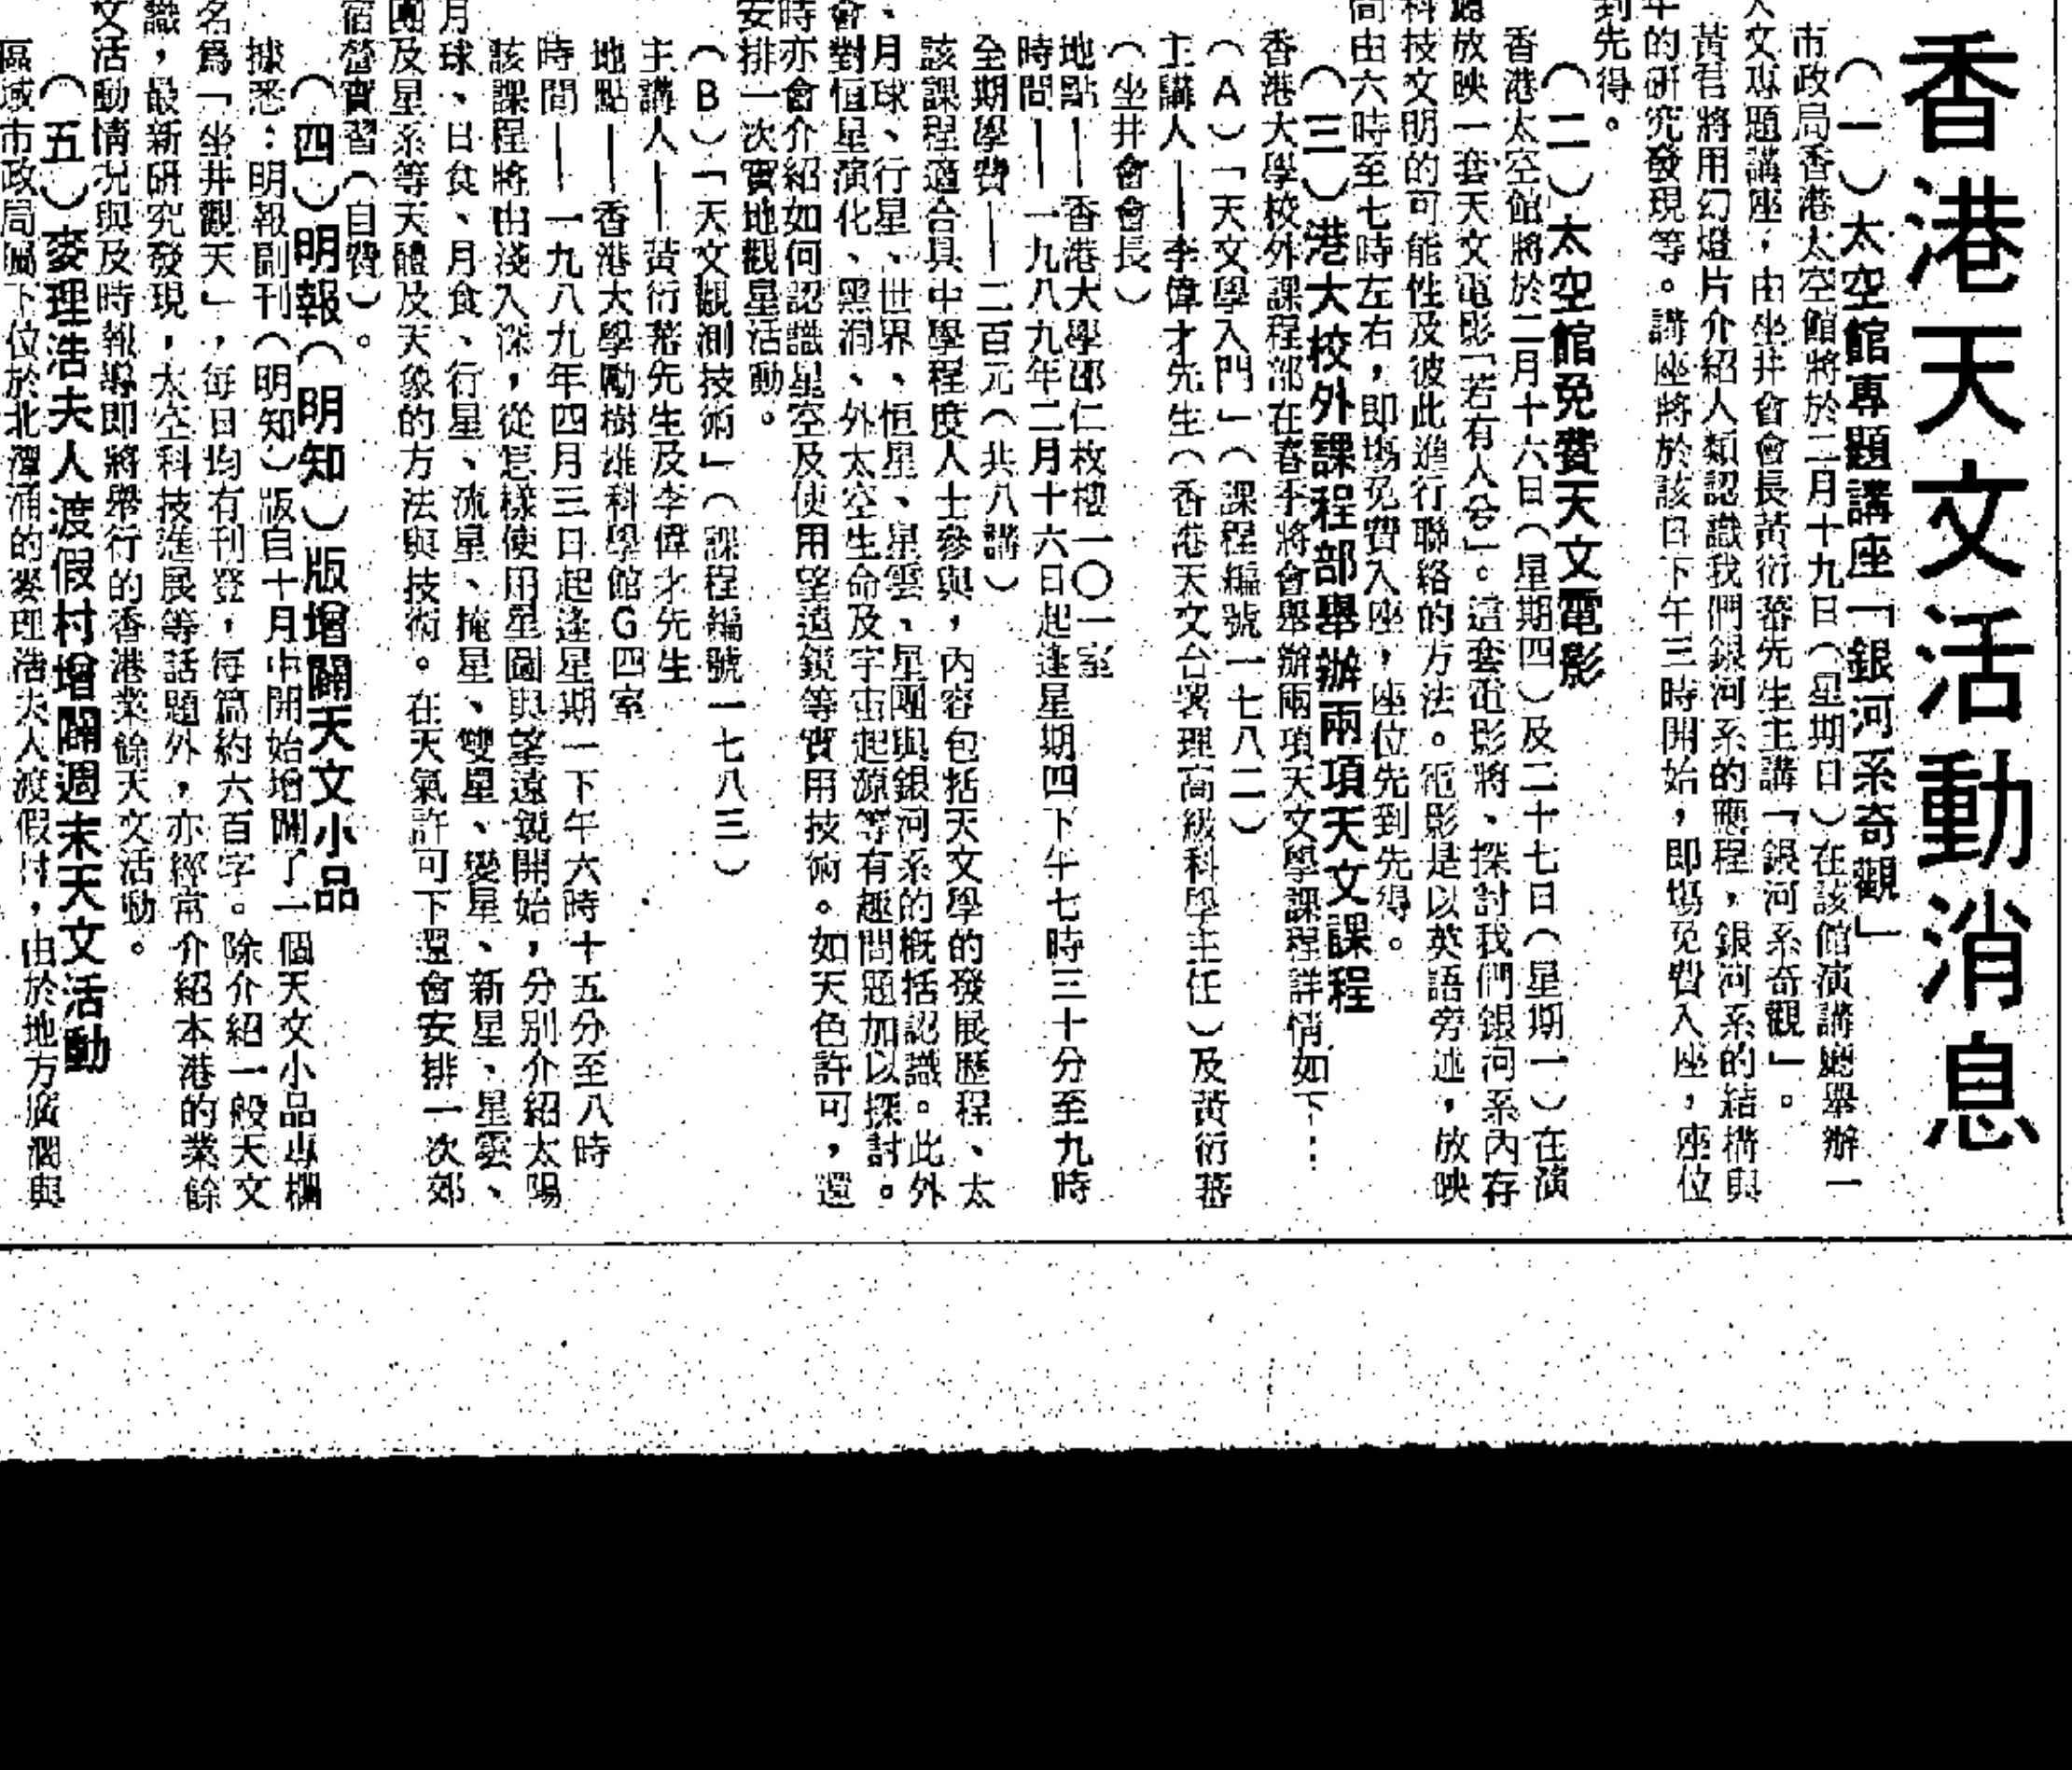 香港天文活動消息
(一)太空館專題講座「銀河系奇觀」
市政局香港太空館將於二月十九日(星期日)在該館演講廳舉辦一
天文專題講座,由坐井會會長黃衍蕃先生主講「銀河系奇觀」。
黃君將用幻燈片介紹人類認識我們銀河系的歷程,銀河系的結構與
年的研究發現等。講座將於該日下午三時開始,即場免費入座,座位
到先得。
(二)太空館免費天文電影
香港太空館將於二月十六日(星期四)及二十七日(星期一)在演
廳放映一套天文電影「若有人兮」。這套電影將、探討我們銀河系內存
科技文明的可能性及彼此進行聯絡的方法。電影是以英語旁述,放映
間由六時至七時左右,即場免費入座,座位先到先得。
(三)港大校外課程部舉辦兩項天文課程
香港大學校外課程部在春季將會舉辦兩項天文學課程詳情如下:
(A)「天文學入門」(課程編號一七八二)
主講人——李偉才先生(香港天文台署理高級科學主任)及黃衍蕃
(坐井會會長)
地點——香港大學邵仁枚樓一〇一室
時間——一九八九年二月十六日起逢星期四下午七時三十分至九時
全期學費——二百元(共八講)
該課程適合具中學程度人士參與,內容包括天文學的發展歷程、太
、月球、行星、世界、恒星、星雲、星團與銀河系的概括認識。此外
會對恒星演化、黑洞、外太空生命及宇宙起源等有趣問題加以探討。
時亦會介紹如何認識星空及使用望遠鏡等實用技術。如天色許可,還
安排一次實地觀星活動。
(B)「天文觀測技術」(課程編號一七八三)
主講人——黃衍蕃先生及李偉才先生
地點——香港大學勵樹雄科學館G四室
時間——一九八九年四月三日起逢星期一下午六時十五分至八時
該課程將由淺入深,從怎樣使用星圖與望遠鏡開始,分別介紹太陽
月球、日食、月食、行星、流星、掩星、雙星、變星、新星、星雲、
團及星系等天體及天象的方法與技術。在天氣許可下還會安排一次郊
宿營實習(自費)。
(四)明報(明知)版增闢天文小品
據悉:明報副刊(明知)版自十月中開始增闢了一個天文小品專欄
名爲「坐井觀天」,每日均有刊登,每篇約六百字。除介紹一般天文
識,最新研究發現,太空科技進展等話題外,亦經常介紹本港的業餘
文活動情况與及時報導即將舉行的香港業餘天文活動。
(五)麥理浩夫人渡假村增闢週末天文活動
區域市政局屬下位於北潭涌的麥理浩夫人渡假村,由於地方廣濶與